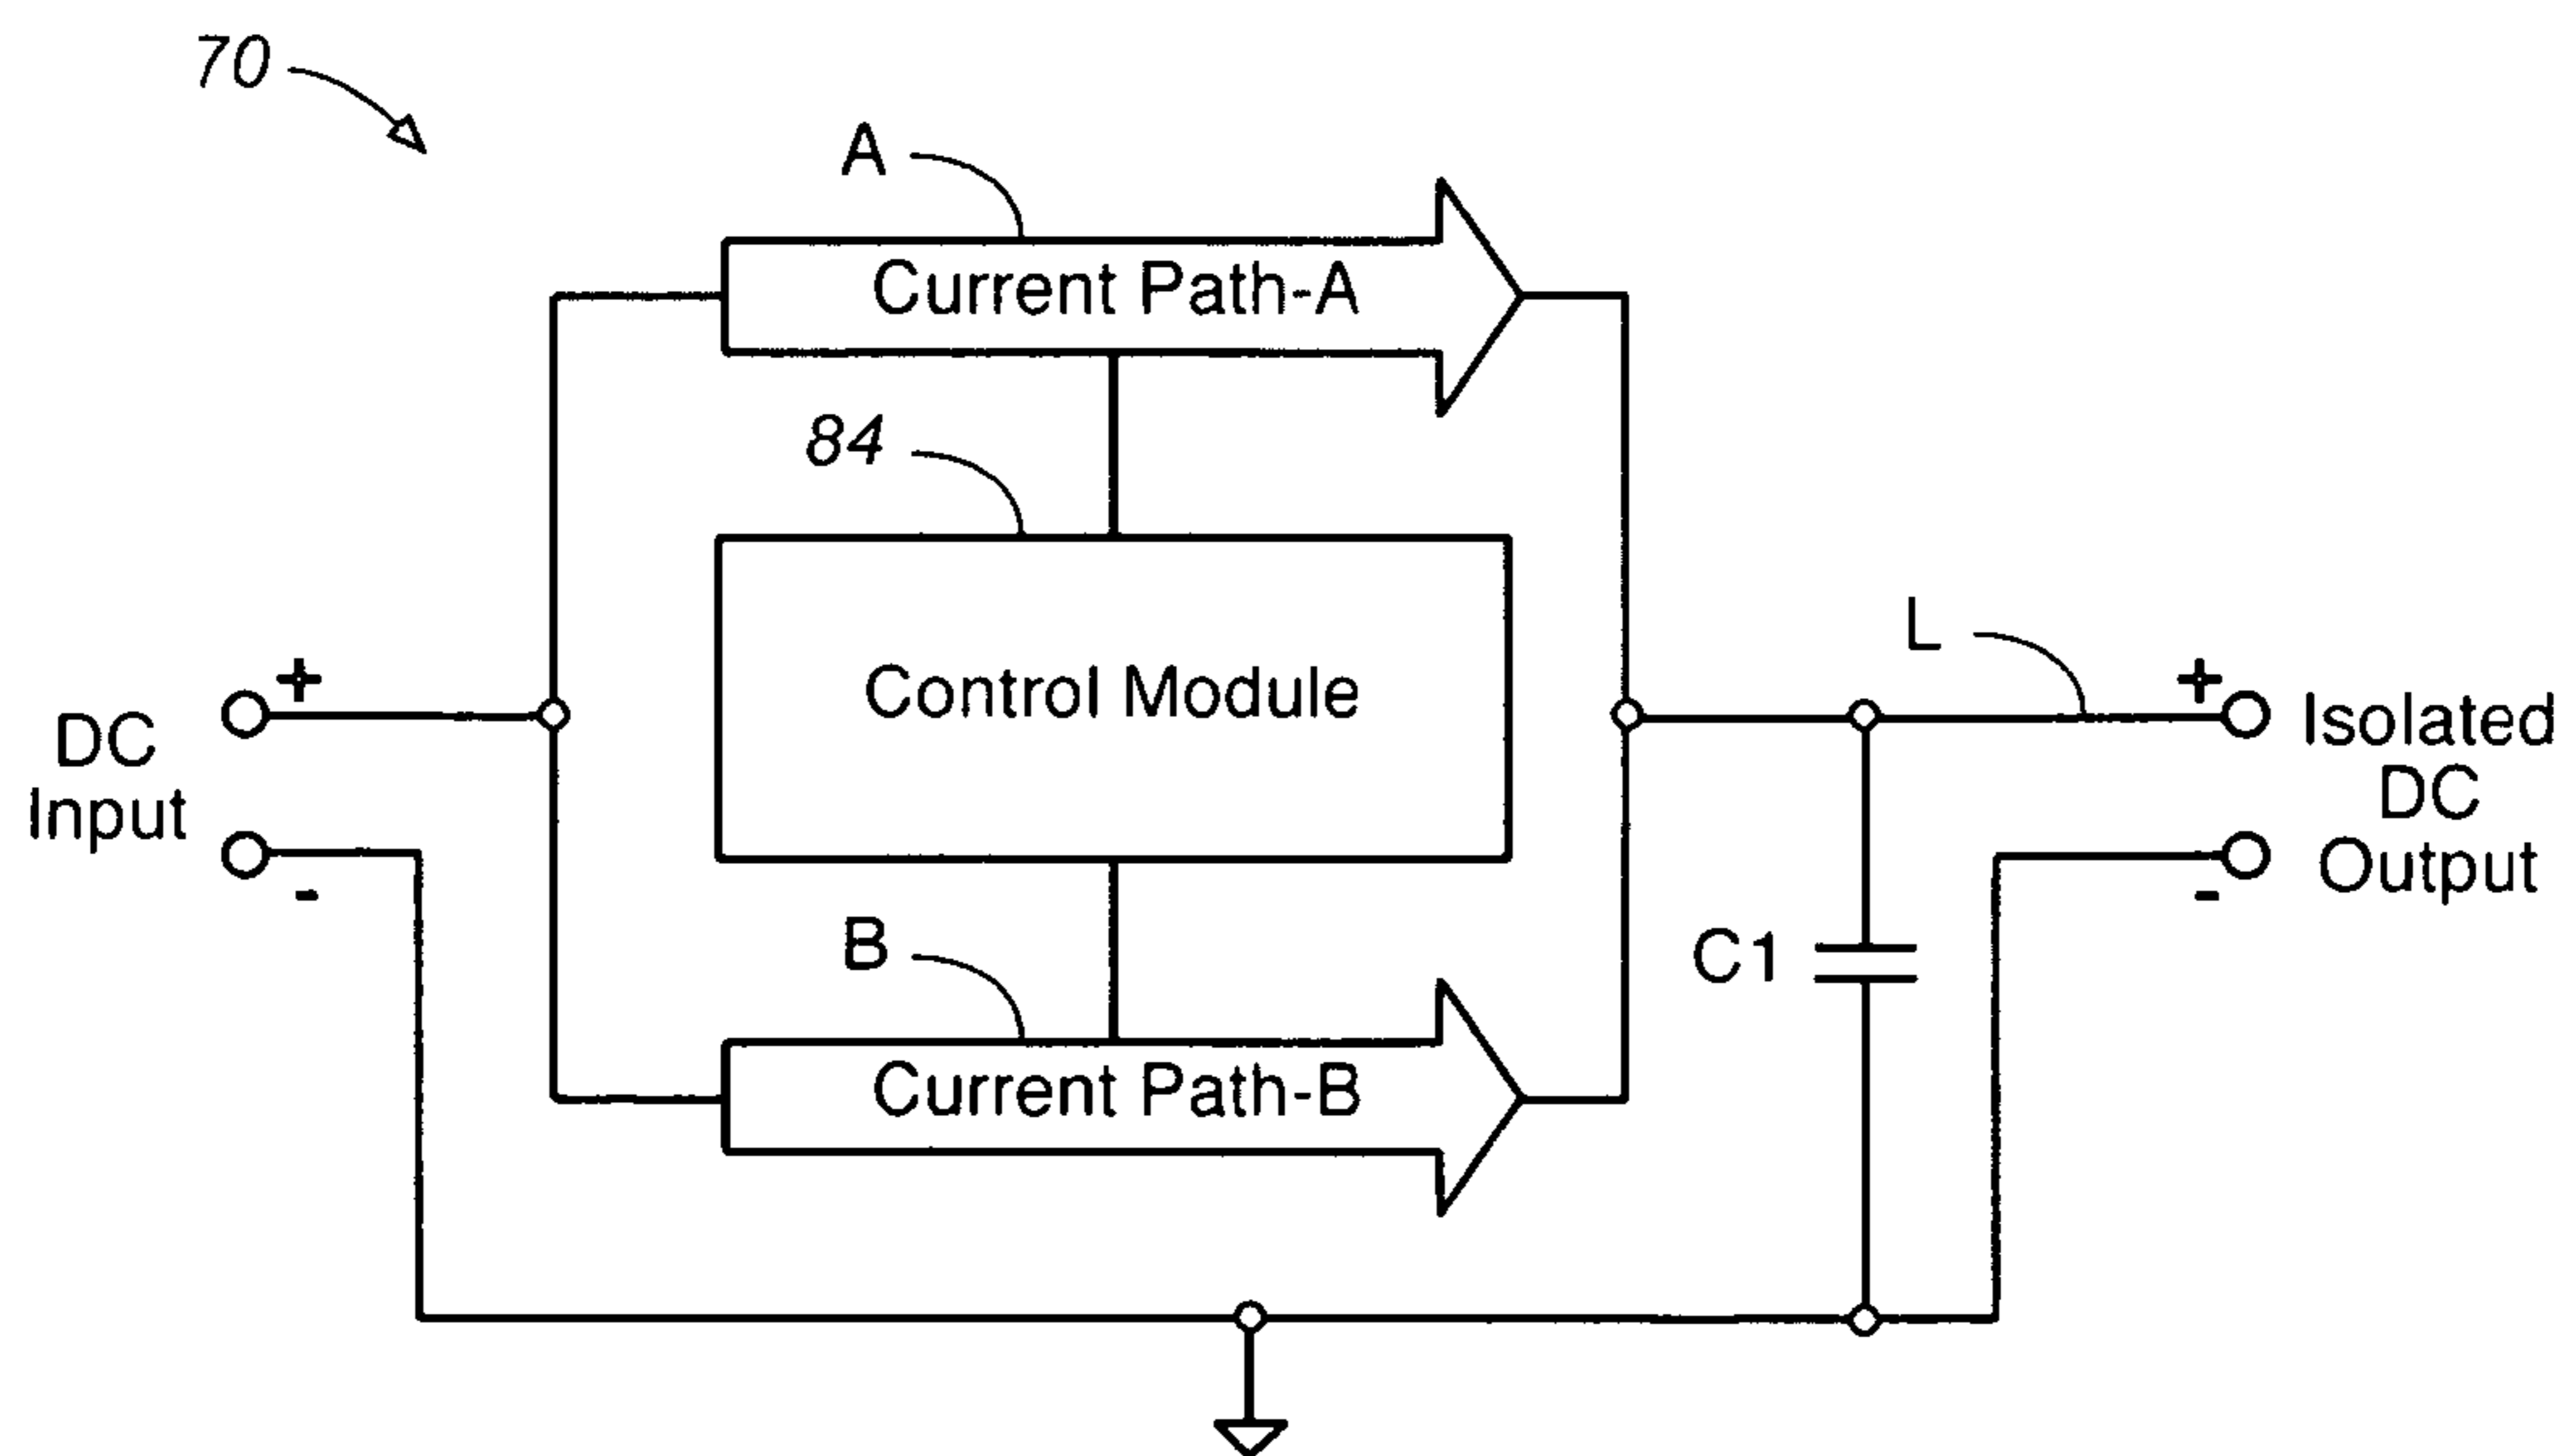 70
A
Current Path-A
84
Control Module
L
+
+
DC
Input
-
Isolated
DC
Output
-
B
C1
Current Path-B